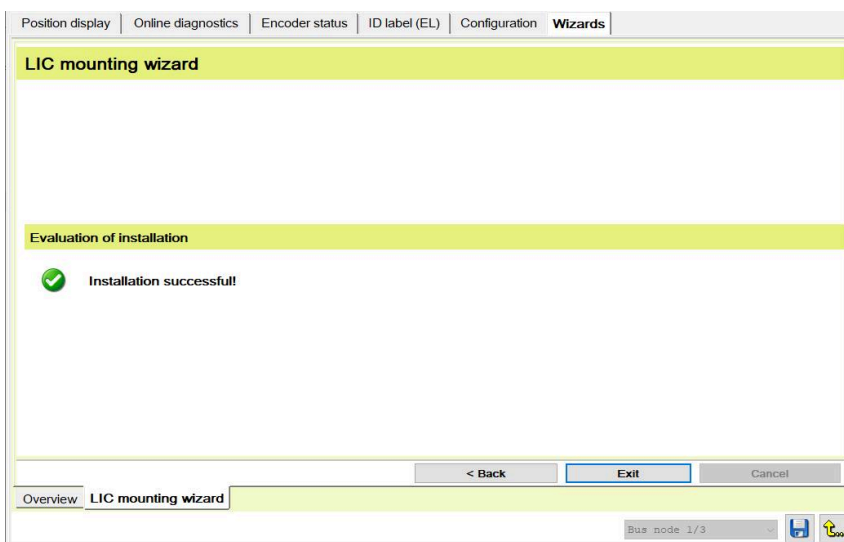 Position display Online diagnostics Encoder status ID label (EL) Configuration Wizards
LIC mounting wizard
Evaluation of installation
Installation successful!
< Back Exit Cancel
Overview LIC mounting wizard
Bus node 1/3